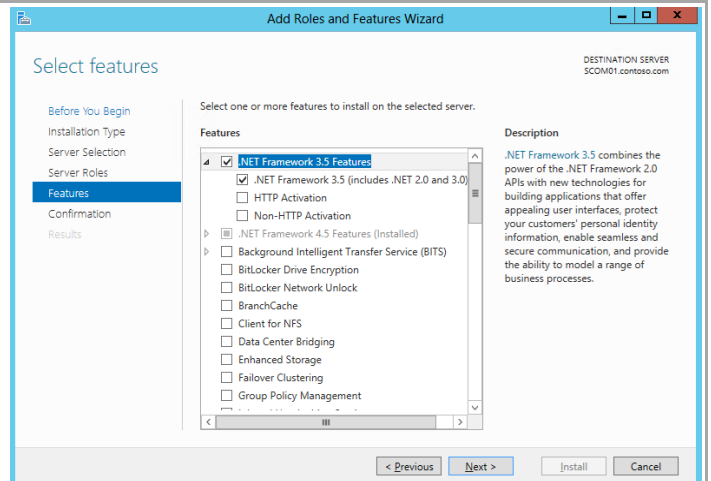 Add Roles and Features Wizard
Select features
DESTINATION SERVER
SCOM01.contoso.com
Before You Begin
Installation Type
Server Selection
Server Roles
Features
Confirmation
Results
Select one or more features to install on the selected server.
Features
.NET Framework 3.5 Features
.NET Framework 3.5 (includes .NET 2.0 and 3.0)
HTTP Activation
Non-HTTP Activation
.NET Framework 4.5 Features (Installed)
Background Intelligent Transfer Service (BITS)
BitLocker Drive Encryption
BitLocker Network Unlock
BranchCache
Client for NFS
Data Center Bridging
Enhanced Storage
Failover Clustering
Group Policy Management
Description
.NET Framework 3.5 combines the
power of the .NET Framework 2.0
APIs with new technologies for
building applications that offer
appealing user interfaces, protect
your customers' personal identity
information, enable seamless and
secure communication, and provide
the ability to model a range of
business processes.
< Previous
Next >
Install
Cancel